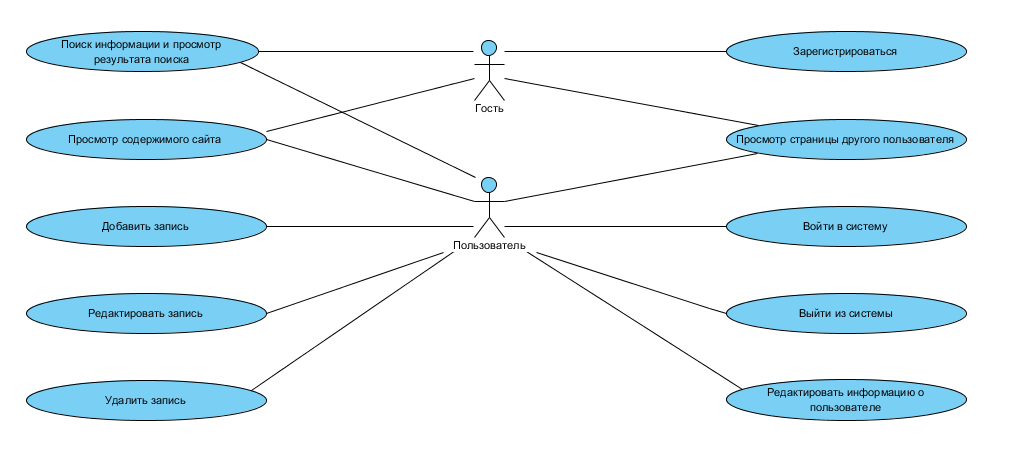 Поиск информации и просмотр
результата поиска
Зарегистрироваться
Гость
Просмотр содержимого сайта
Просмотр страницы другого пользователя
Добавить запись
Войти в систему
Пользователь
Редактировать запись
Выйти из системы
Удалить запись
Редактировать информацию о
пользователе